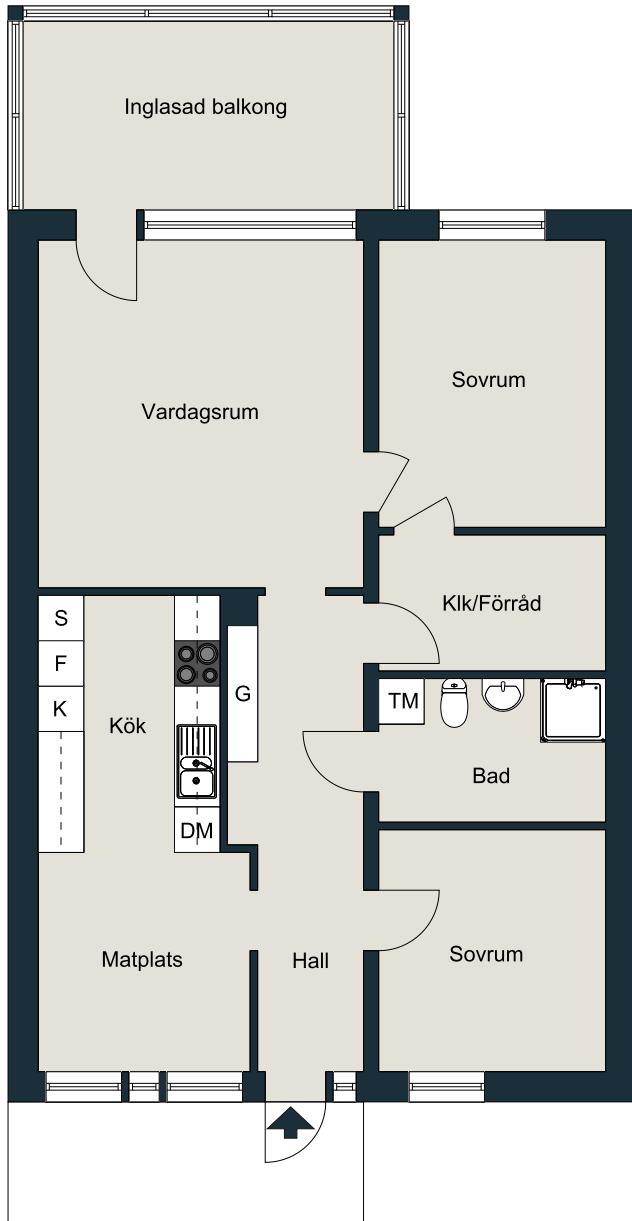 Inglasad balkong
Sovrum
Vardagsrum
Klk/Förråd
S
F
K
G
TM
Kök
Bad
DM
Matplats
Hall
Sovrum